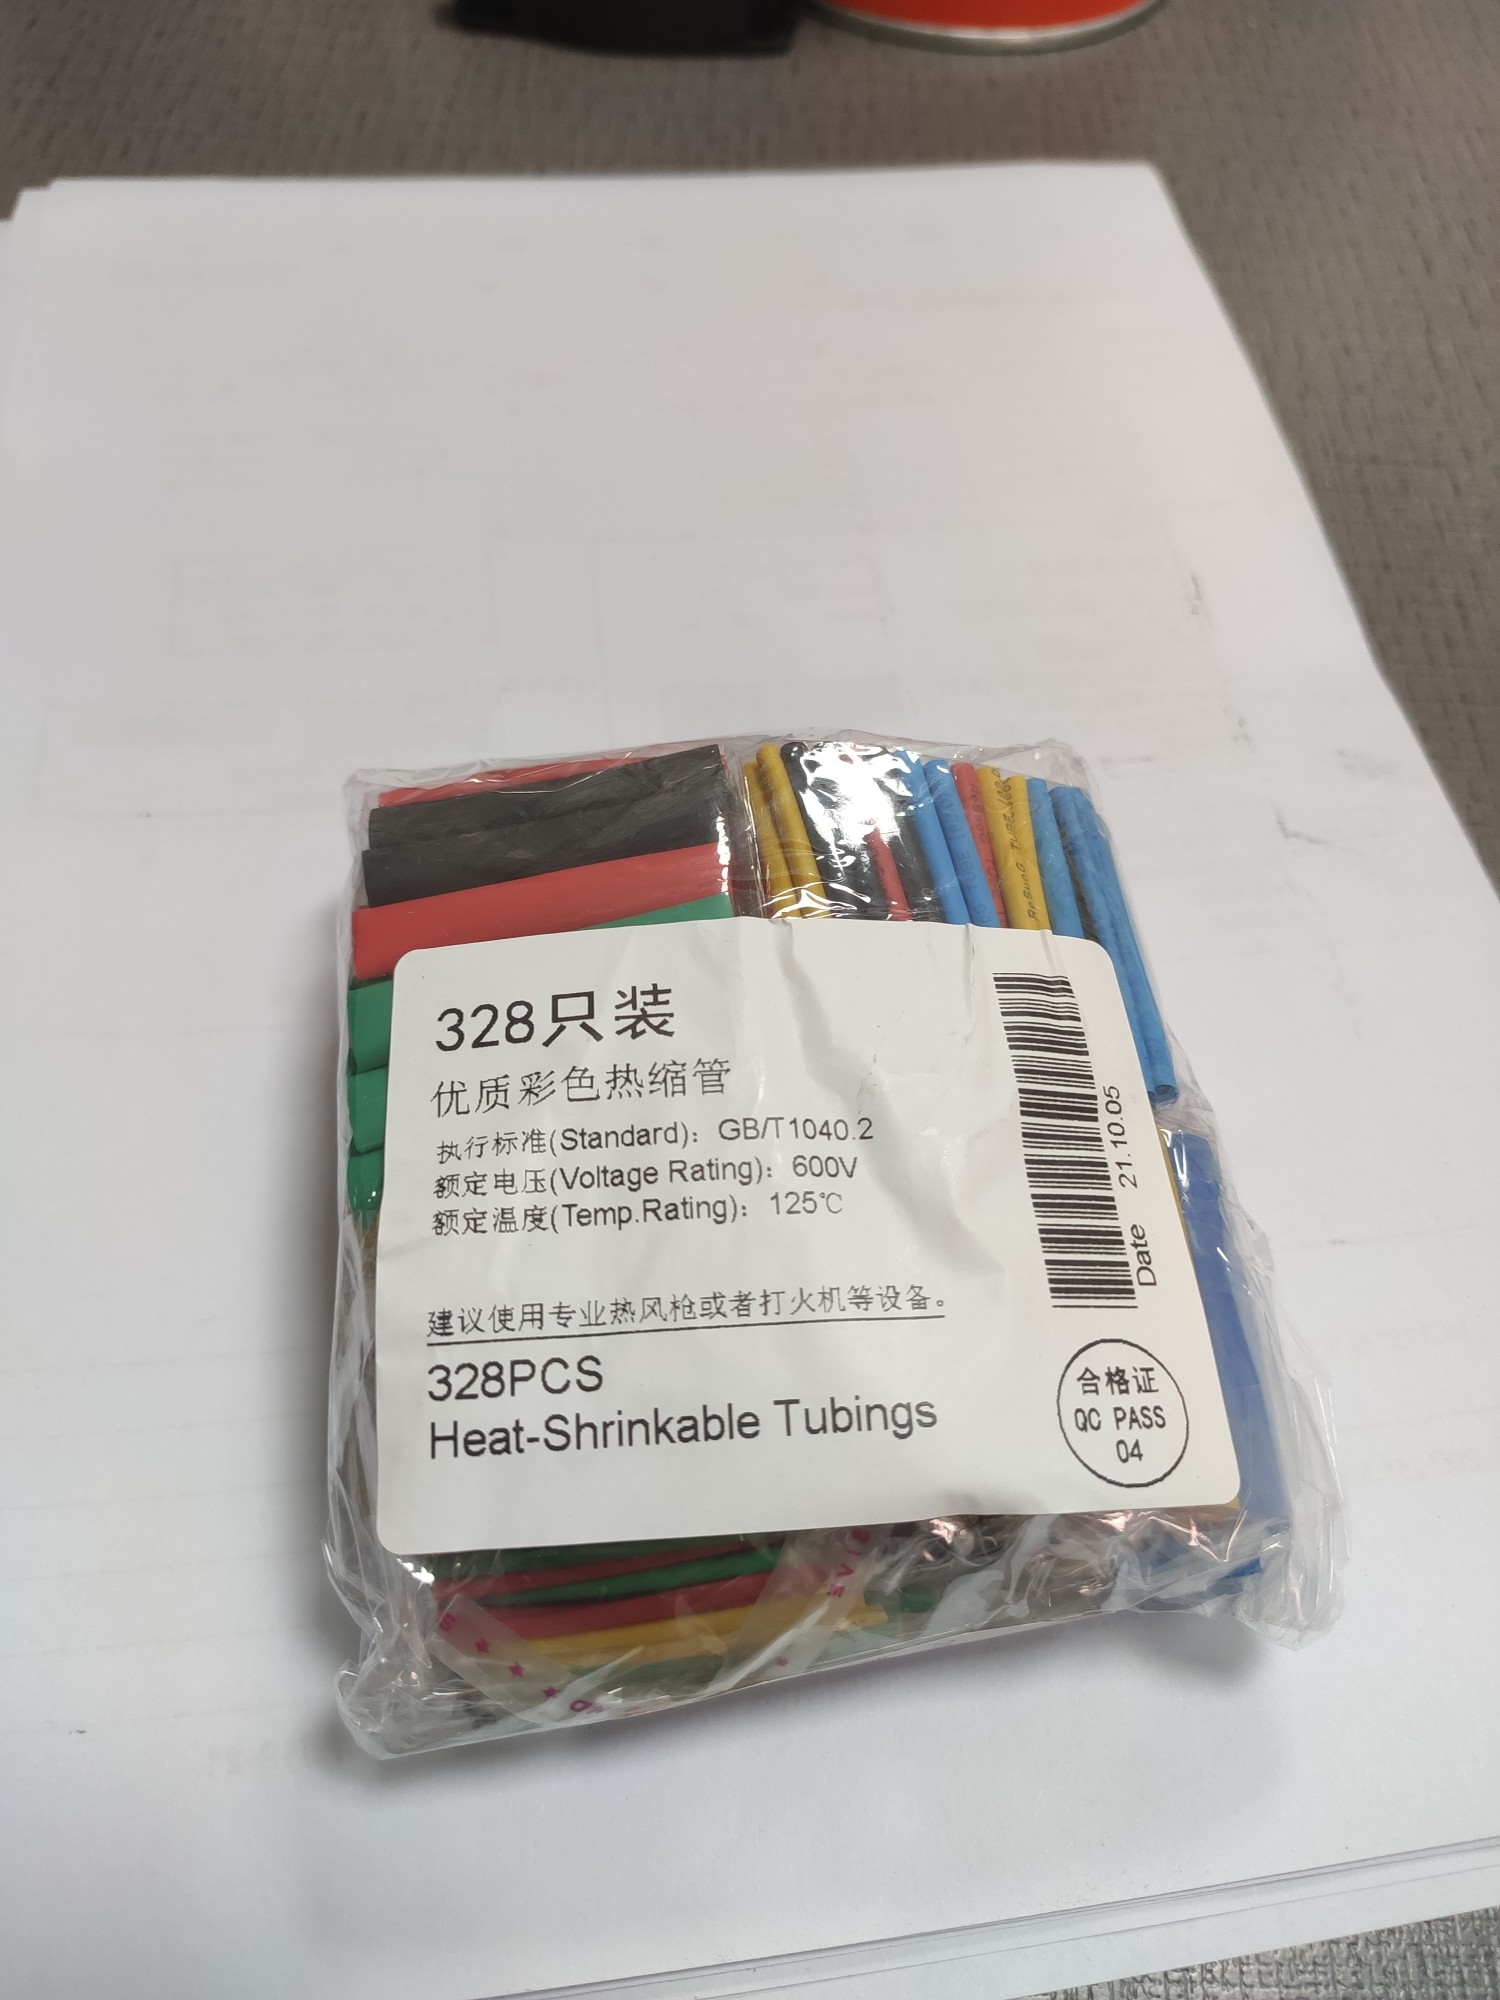 328只装
优质彩色热缩管
执行标准(Standard)：GB/T1040.2
额定电压(Voltage Rating)：600V
额定温度(Temp.Rating)：125℃
建议使用专业热风枪或者打火机等设备。
328PCS
Heat-Shrinkable Tubings
Date 21.10.05
合格证
QC PASS
04
ReSunG TUBE